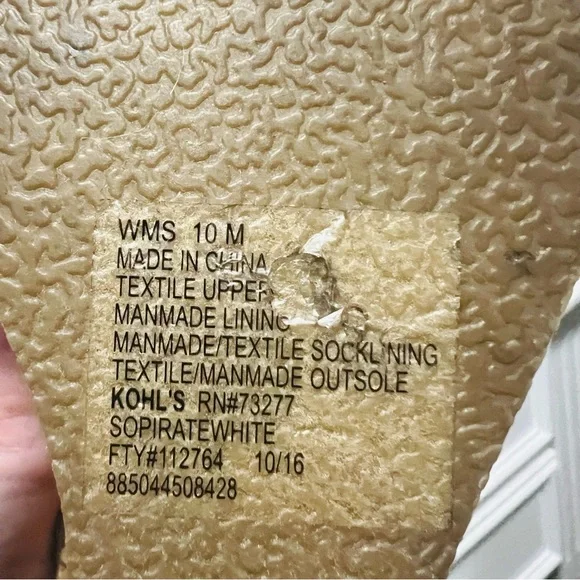 WMS 10 M
MADE IN CHINA
TEXTILE UPPER
MANMADE LINING
MANMADE/TEXTILE SOCKLINING
TEXTILE/MANMADE OUTSOLE
KOHL'S RN#73277
SOPIRATEWHITE
FTY#112764 10/16
885044508428